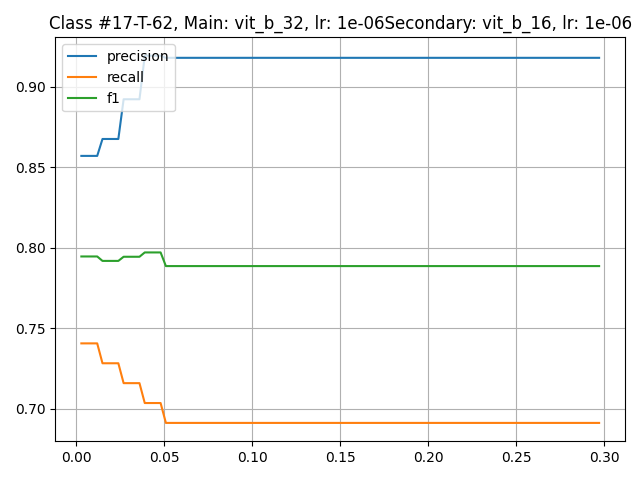 Class #17-T-62, Main: vit_b_32, lr: 1e-06Secondary: vit_b_16, lr: 1e-06
precision
recall
f1
0.90
0.85
0.80
0.75
0.70
0.00 0.05 0.10 0.15 0.20 0.25 0.30